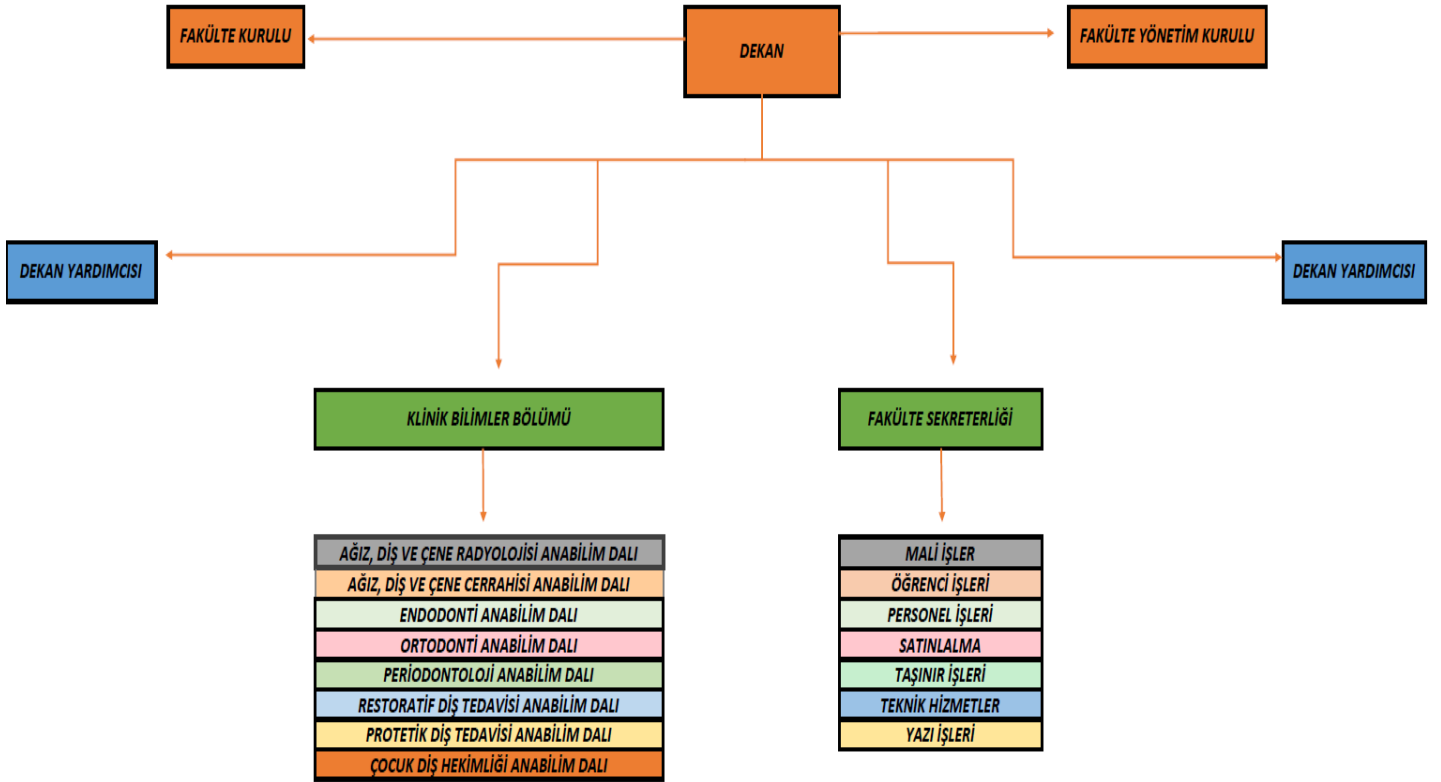 FAKÜLTE KURULU
DEKAN
FAKÜLTE YÖNETİM KURULU
DEKAN YARDIMCISI
DEKAN YARDIMCISI
KLİNİK BİLİMLER BÖLÜMÜ
FAKÜLTE SEKRETERLİĞİ
AĞIZ, DİŞ VE ÇENE RADYOLOJİSİ ANABİLİM DALI
AĞIZ, DİŞ VE ÇENE CERRAHİSİ ANABİLİM DALI
ENDODONTİ ANABİLİM DALI
ORTODONTİ ANABİLİM DALI
PERİODONTOLOJİ ANABİLİM DALI
RESTORATİF DİŞ TEDAVİSİ ANABİLİM DALI
PROTETİK DİŞ TEDAVİSİ ANABİLİM DALI
ÇOCUK DİŞ HEKİMLİĞİ ANABİLİM DALI
MALİ İŞLER
ÖĞRENCİ İŞLERİ
PERSONEL İŞLERİ
SATINLALMA
TAŞINIR İŞLERİ
TEKNİK HİZMETLER
YAZI İŞLERİ